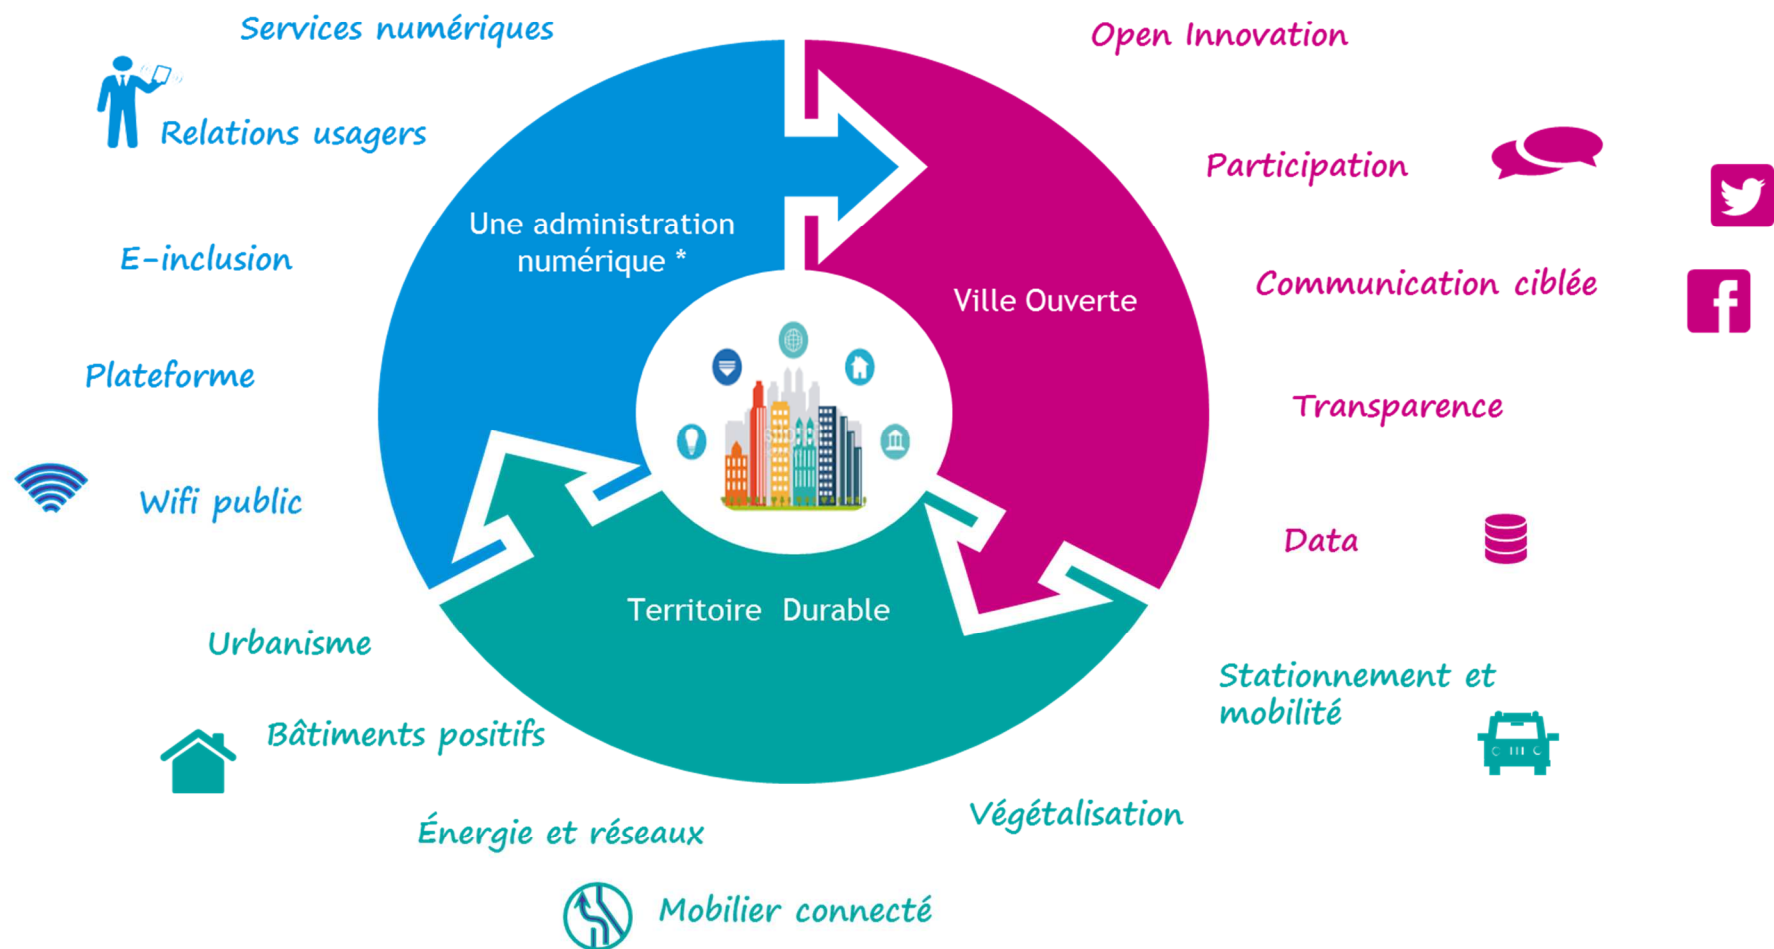 Services numériques
Open Innovation
Relations usagers
Participation
Une administration
numérique *
E-inclusion
Communication ciblée
Ville Ouverte
Plateforme
Transparence
Wifi public
Data
Territoire Durable
Urbanisme
Stationnement et
mobilité
Bâtiments positifs
Végétalisation
Énergie et réseaux
Mobilier connecté